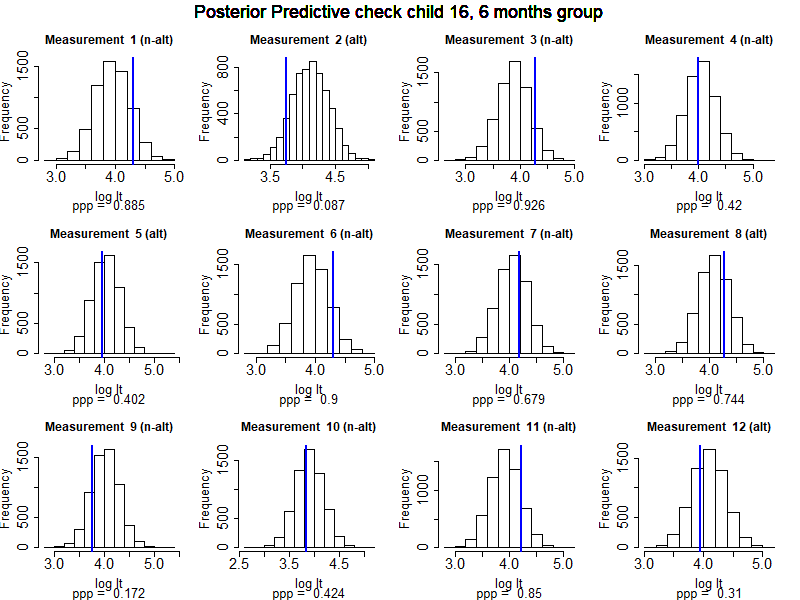 Posterior Predictive check child 16, 6 months group
Measurement 1 (n-alt)
Measurement 2 (alt)
Measurement 3 (n-alt)
Measurement 4 (n-alt)
Frequency
0 500 1500
3.0 4.0 5.0
log lt
ppp = 0.885
Frequency
0 400 800
3.5 4.5
log lt
ppp = 0.087
Frequency
0 500 1500
3.0 4.0 5.0
log lt
ppp = 0.926
Frequency
0 1000
3.0 4.0 5.0
log lt
ppp = 0.42
Measurement 5 (alt)
Measurement 6 (n-alt)
Measurement 7 (n-alt)
Measurement 8 (alt)
Frequency
0 500 1500
3.0 4.0 5.0
log lt
ppp = 0.402
Frequency
0 500 1500
3.0 4.0 5.0
log lt
ppp = 0.9
Frequency
0 500 1500
3.0 4.0 5.0
log lt
ppp = 0.679
Frequency
0 500 1500
3.0 4.0 5.0
log lt
ppp = 0.744
Measurement 9 (n-alt)
Measurement 10 (n-alt)
Measurement 11 (n-alt)
Measurement 12 (alt)
Frequency
0 500 1500
3.0 4.0 5.0
log lt
ppp = 0.172
Frequency
0 500 1500
2.5 3.5 4.5
log lt
ppp = 0.424
Frequency
0 1000
3.0 4.0 5.0
log lt
ppp = 0.85
Frequency
0 500 1500
3.0 4.0 5.0
log lt
ppp = 0.31